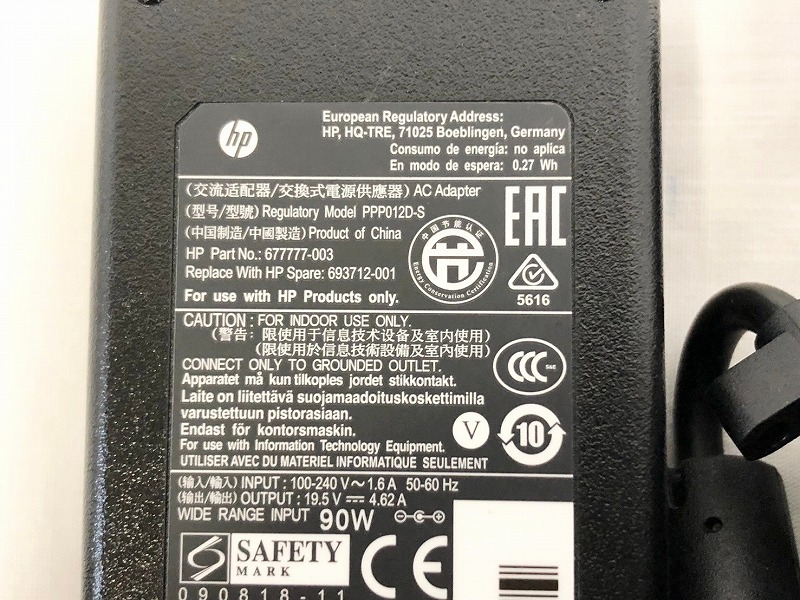 hp
European Regulatory Address:
HP, HQ-TRE, 71025 Boeblingen, Germany
Consumo de energía: no aplica
En modo de espera: 0.27 Wh
(交流适配器/交換式電源供應器) AC Adapter
(型号/型號) Regulatory Model PPP012D-S
(中国制造/中國製造) Product of China
HP Part No.: 677777-003
Replace With HP Spare: 693712-001
For use with HP Products only.
中国节能认证
Energy Conservation Certification
EAC
5616
CAUTION : FOR INDOOR USE ONLY.
(警告: 限使用于信息技术设备及室内使用)
(限使用於信息技術設備及室內使用)
CONNECT ONLY TO GROUNDED OUTLET.
Apparatet må kun tilkoples jordet stikkontakt.
Laite on liitettävä suojamaadoituskoskettimilla
varustettuun pistorasiaan.
Endast för kontorsmaskin.
For use with Information Technology Equipment.
UTILISER AVEC DU MATERIEL INFORMATIQUE SEULEMENT
CCC S&E
V
10
(输入/輸入) INPUT : 100-240 V～1.6 A 50-60 Hz
(输出/輸出) OUTPUT : 19.5 V⎓4.62 A
WIDE RANGE INPUT 90W
SAFETY
MARK
CE
090818-11